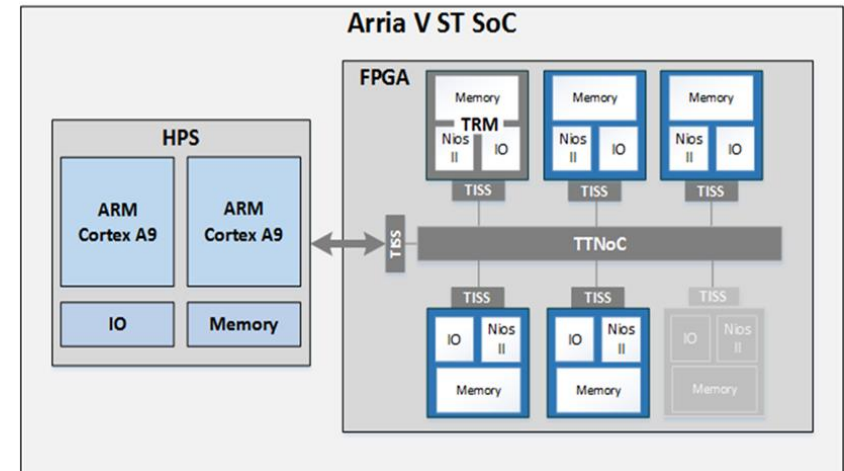 Arria V ST SoC
FPGA
HPS
ARM
Cortex A9
ARM
Cortex A9
IO
Memory
Memory
TRM
Nios
II
IO
TISS
Memory
Nios
II
IO
TISS
Memory
Nios
II
IO
TISS
TISS
TTNoC
TISS
IO
Nios
II
Memory
TISS
IO
Nios
II
Memory
TISS
IO
Nios
II
Memory